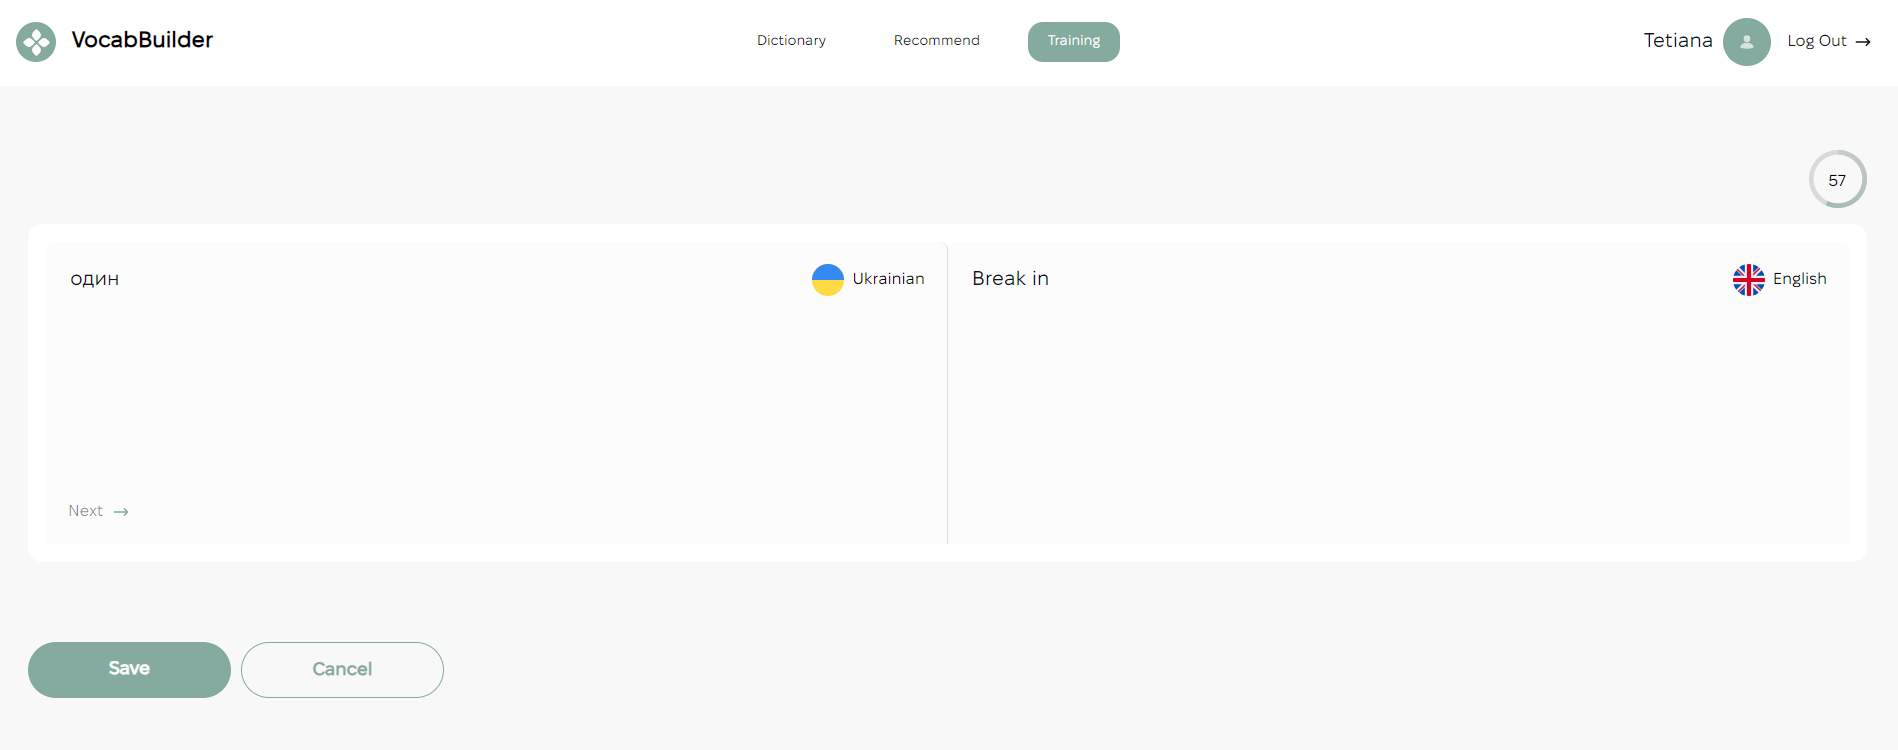 VocabBuilder
Dictionary
Recommend
Training
Tetiana
Log Out
57
один
Ukrainian
Break in
English
Next
Save
Cancel